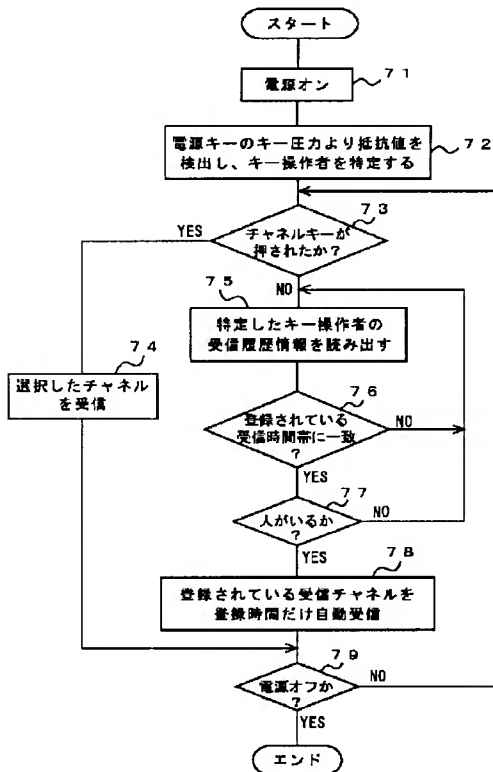 スタート
71
電源オン
72
電源キーのキー圧力より抵抗値を
検出し、キー操作者を特定する
73
YES
チャネルキーが
押されたか?
NO
75
特定したキー操作者の
受信履歴情報を読み出す
74
選択したチャネル
を受信
76
登録されている
受信時間帯に一致
?
NO
YES
77
人がいるか
?
NO
YES
78
登録されている受信チャネルを
登録時間だけ自動受信
79
電源オフか
?
NO
YES
エンド